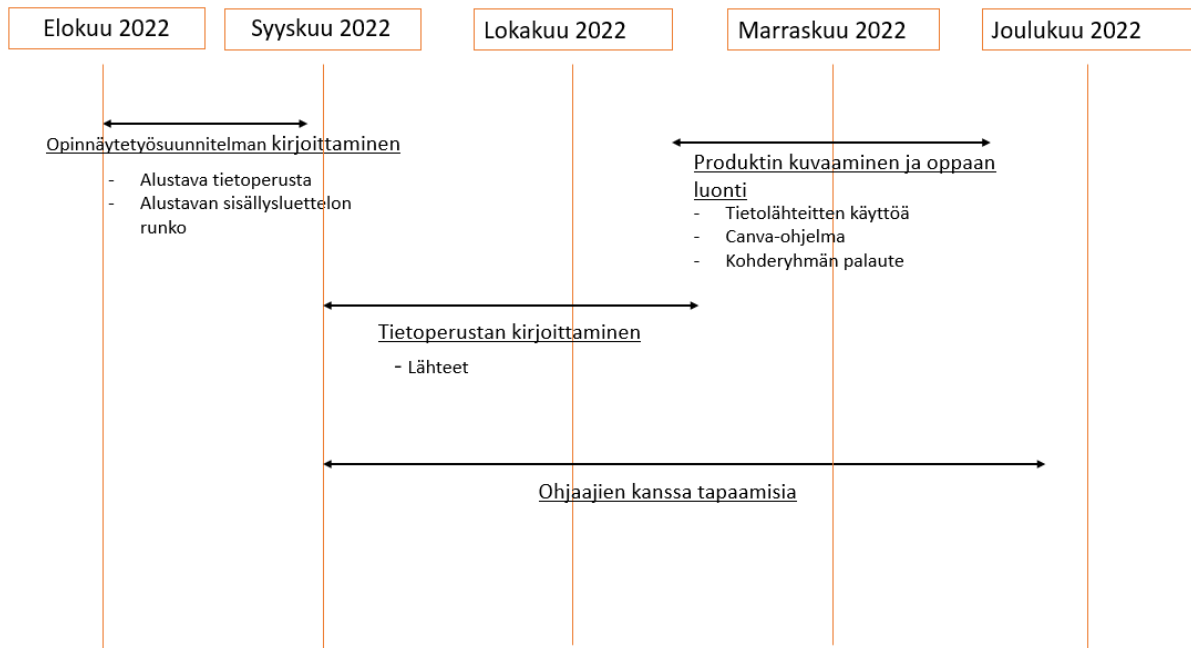 Elokuu 2022
Syyskuu 2022
Lokakuu 2022
Marraskuu 2022
Joulukuu 2022
Opinnäytetyösuunnitelman kirjoittaminen
- Alustava tietoperusta
- Alustavan sisällysluettelon
runko
Produktin kuvaaminen ja oppaan
luonti
- Tietolähteitten käyttöä
- Canva-ohjelma
- Kohderyhmän palaute
Tietoperustan kirjoittaminen
- Lähteet
Ohjaajien kanssa tapaamisia